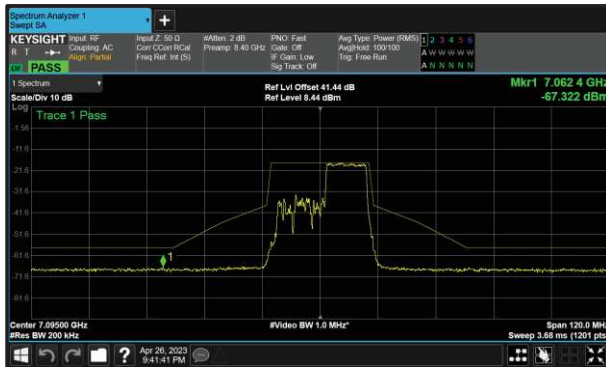 Spectrum Analyzer 1
Swept SA
+
KEYSIGHT
R T
PASS
Input: RF
Coupling: AC
Align: Partial
Input Z: 50 Ω
Corr CCorr RCal
Freq Ref: Int (S)
#Atten: 2 dB
Preamp: 8.40 GHz
PNO: Fast
Gate: Off
IF Gain: Low
Sig Track: Off
Avg Type: Power (RMS)
Avg|Hold: 100/100
Trig: Free Run
1 2 3 4 5 6
A W W W W W
A N N N N N
1 Spectrum
Scale/Div 10 dB
Log
Ref Lvl Offset 41.44 dB
Ref Level 8.44 dBm
Mkr1 7.062 4 GHz
-67.322 dBm
Trace 1 Pass
-1.56
-11.6
-21.6
-31.6
-41.6
-51.6
-61.6
-71.6
-81.6
1
Center 7.09500 GHz
#Res BW 200 kHz
#Video BW 1.0 MHz*
Span 120.0 MHz
Sweep 3.68 ms (1201 pts)
?
Apr 26, 2023
9:41:41 PM